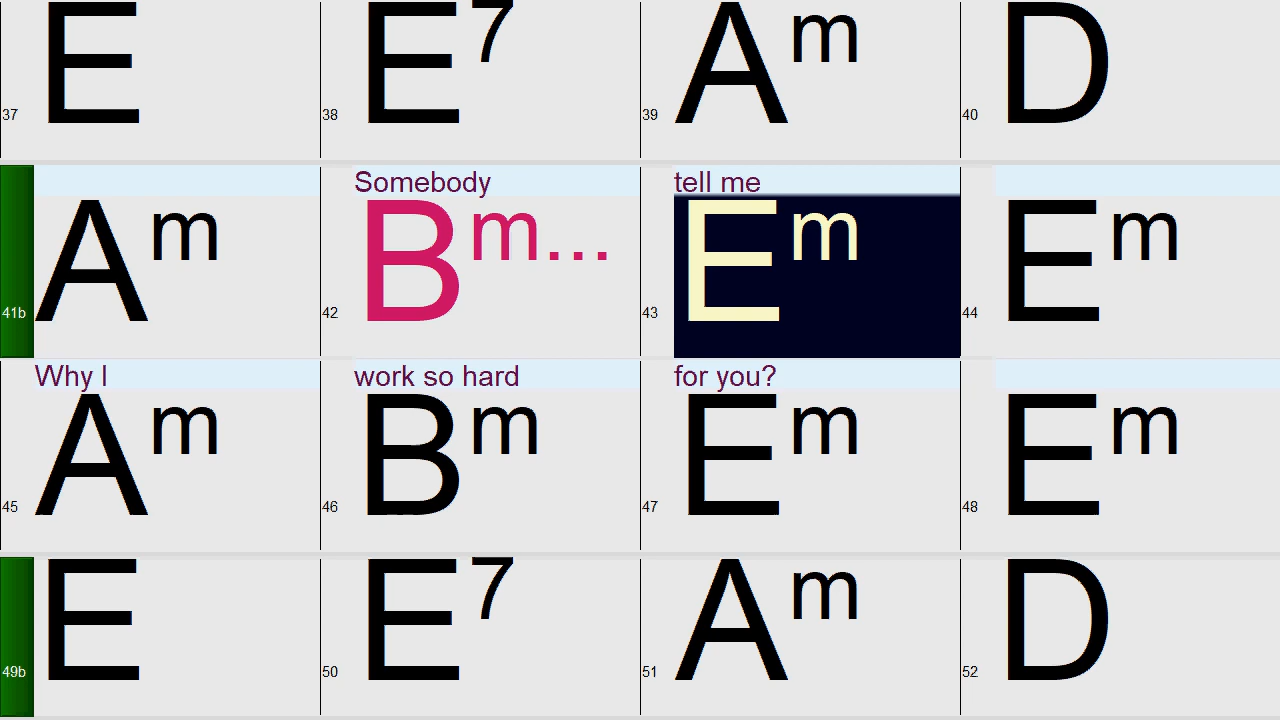 37 E 38 E7 39 Am 40 D
Somebody tell me
41b Am 42 Bm... 43 Em 44 Em
Why I work so hard for you?
45 Am 46 Bm 47 Em 48 Em
49b E 50 E7 51 Am 52 D